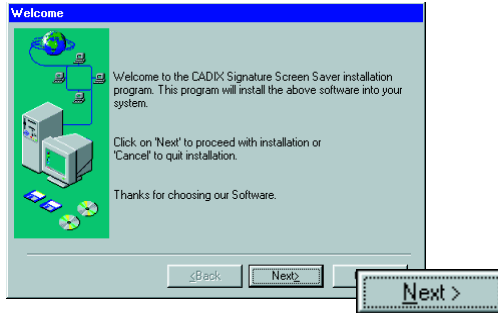 Welcome
Welcome to the CADIX Signature Screen Saver installation
program. This program will install the above software into your
system.
Click on 'Next' to proceed with installation or
'Cancel' to quit installation.
Thanks for choosing our Software.
<Back
Next>
Next >